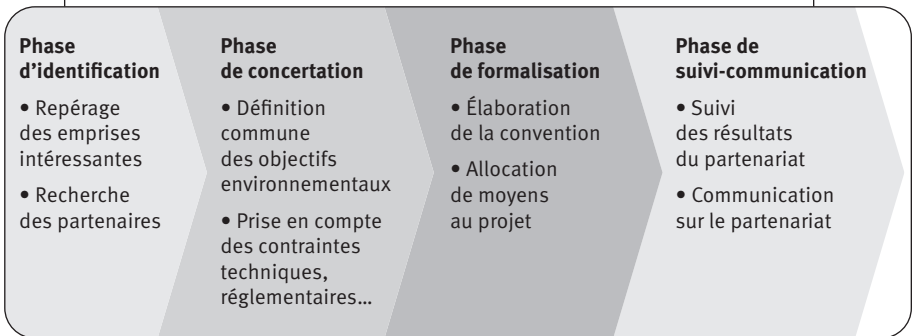 Phase
d’identification
• Repérage
des emprises
intéressantes
• Recherche
des partenaires
Phase
de concertation
• Définition
commune
des objectifs
environnementaux
• Prise en compte
des contraintes
techniques,
réglementaires…
Phase
de formalisation
• Élaboration
de la convention
• Allocation
de moyens
au projet
Phase de
suivi-communication
• Suivi
des résultats
du partenariat
• Communication
sur le partenariat